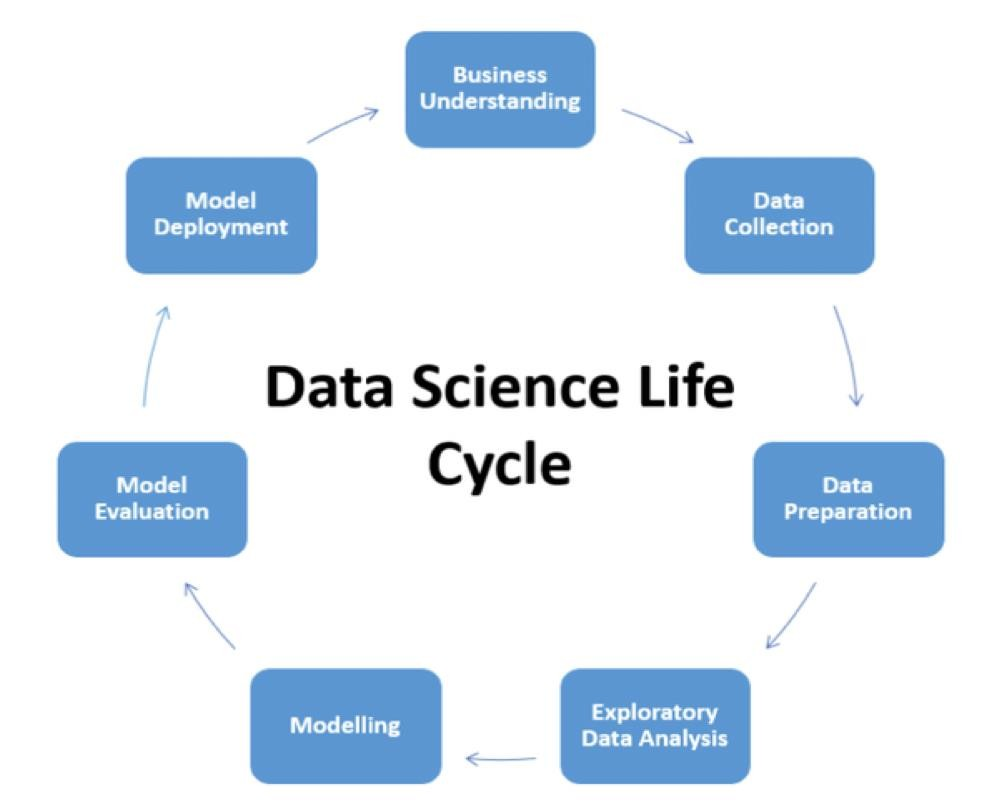 Business
Understanding
Data
Collection
Data
Preparation
Exploratory
Data Analysis
Modelling
Model
Evaluation
Model
Deployment
Data Science Life
Cycle